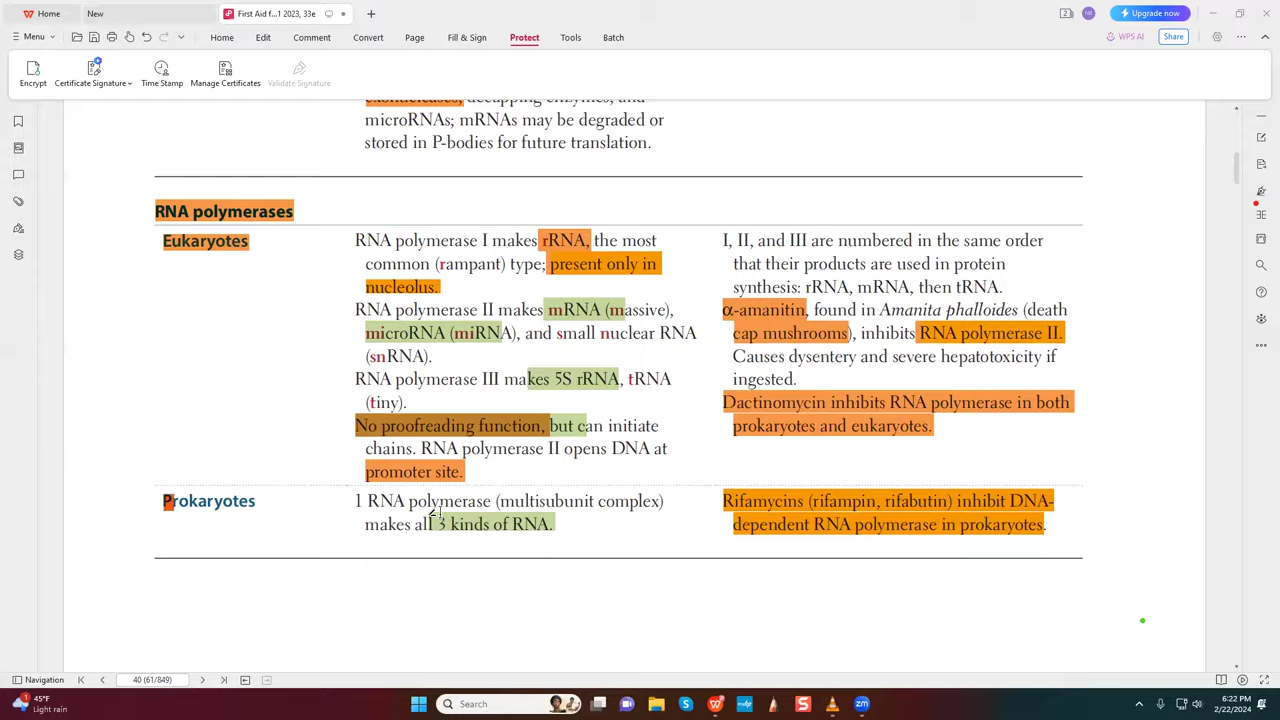 Home
New
First Aid f...1 2023, 33e
2
NR
Upgrade now
Menu
Home
Edit
Comment
Convert
Page
Fill & Sign
Protect
Tools
Batch
WPS AI
Share
Encrypt
Certificate Signature
Time Stamp
Manage Certificates
Validate Signature
exonucleases, decapping enzymes, and
microRNAs; mRNAs may be degraded or
stored in P-bodies for future translation.
RNA polymerases
Eukaryotes
RNA polymerase I makes rRNA, the most
common (rampant) type; present only in
nucleolus.
RNA polymerase II makes mRNA (massive),
microRNA (miRNA), and small nuclear RNA
(snRNA).
RNA polymerase III makes 5S rRNA, tRNA
(tiny).
No proofreading function, but can initiate
chains. RNA polymerase II opens DNA at
promoter site.
I, II, and III are numbered in the same order
that their products are used in protein
synthesis: rRNA, mRNA, then tRNA.
α-amanitin, found in Amanita phalloides (death
cap mushrooms), inhibits RNA polymerase II.
Causes dysentery and severe hepatotoxicity if
ingested.
Dactinomycin inhibits RNA polymerase in both
prokaryotes and eukaryotes.
Prokaryotes
1 RNA polymerase (multisubunit complex)
makes all 3 kinds of RNA.
Rifamycins (rifampin, rifabutin) inhibit DNA-
dependent RNA polymerase in prokaryotes.
Navigation
40 (61/849)
80%
45°F
Light rain
Search
6:22 PM
2/22/2024